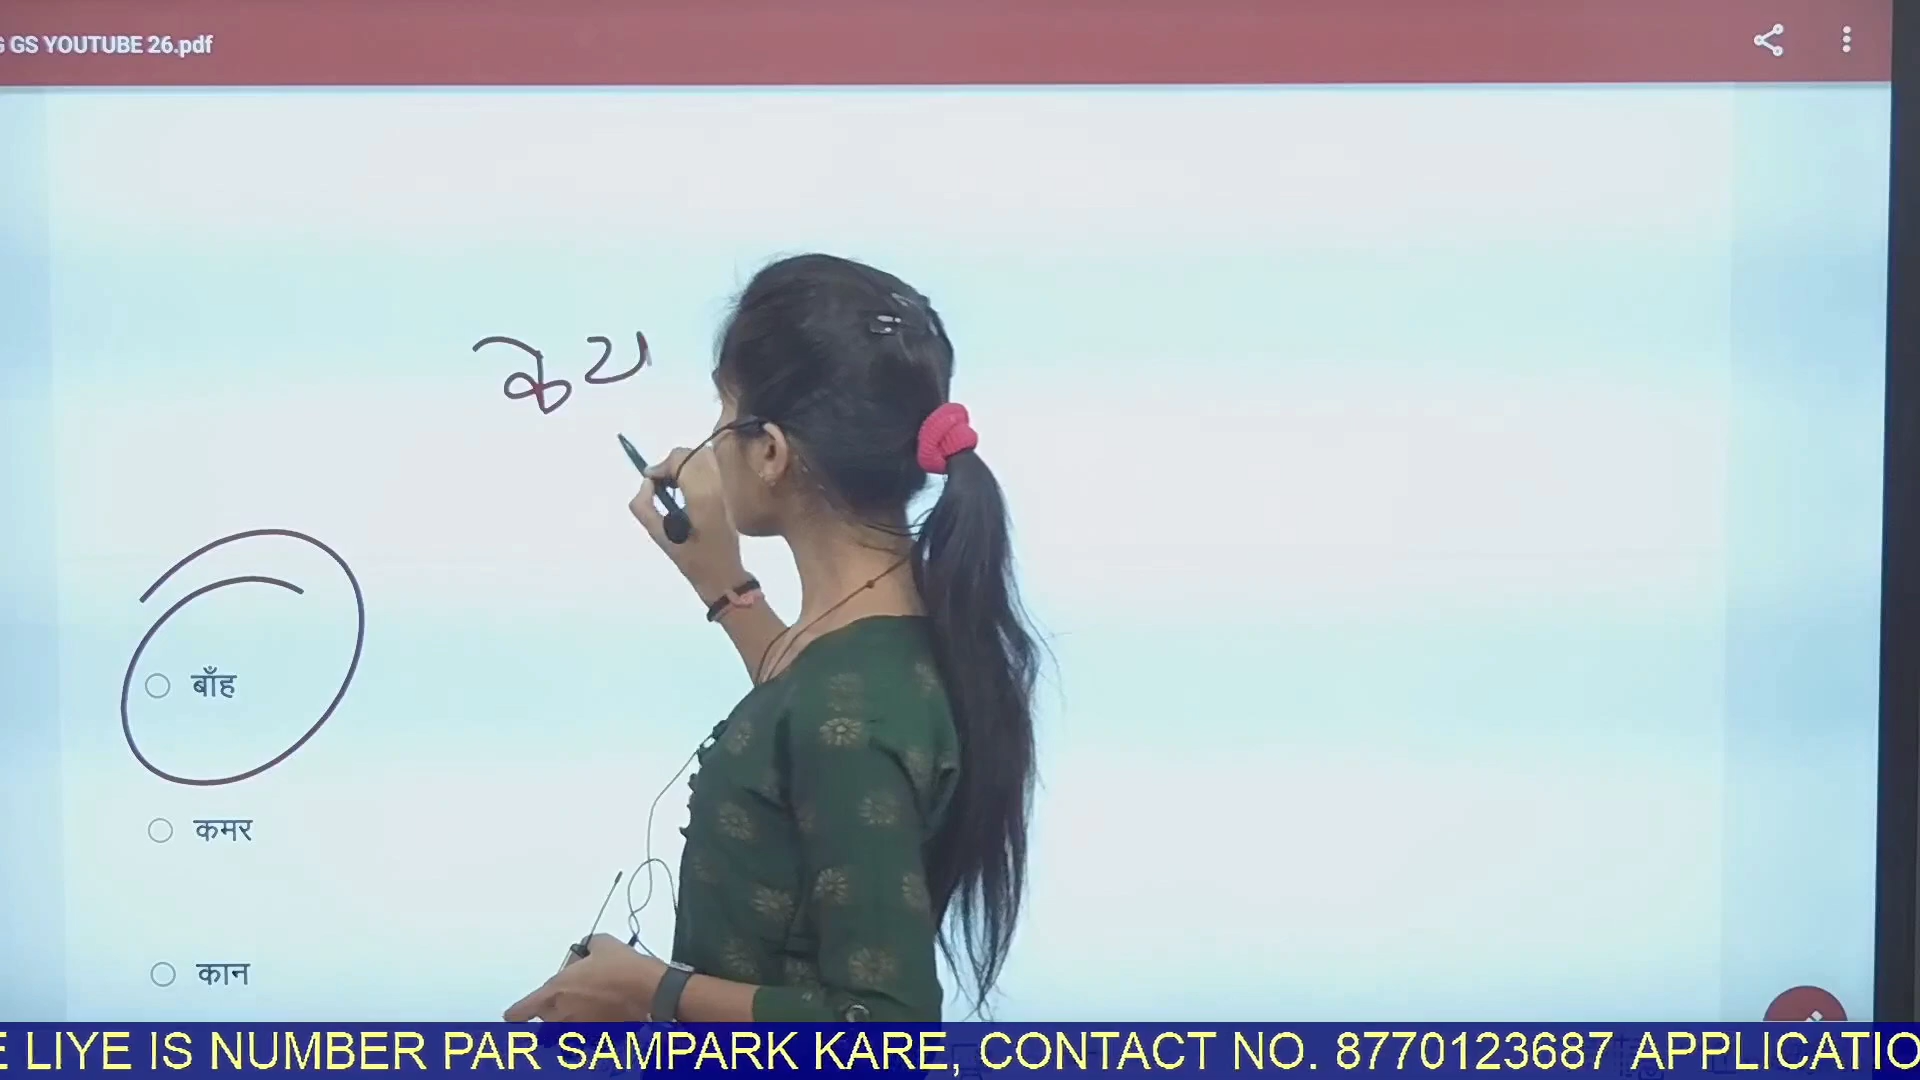 GS YOUTUBE 26.pdf
बाँह
कमर
कान
E LIYE IS NUMBER PAR SAMPARK KARE, CONTACT NO. 8770123687 APPLICATIO